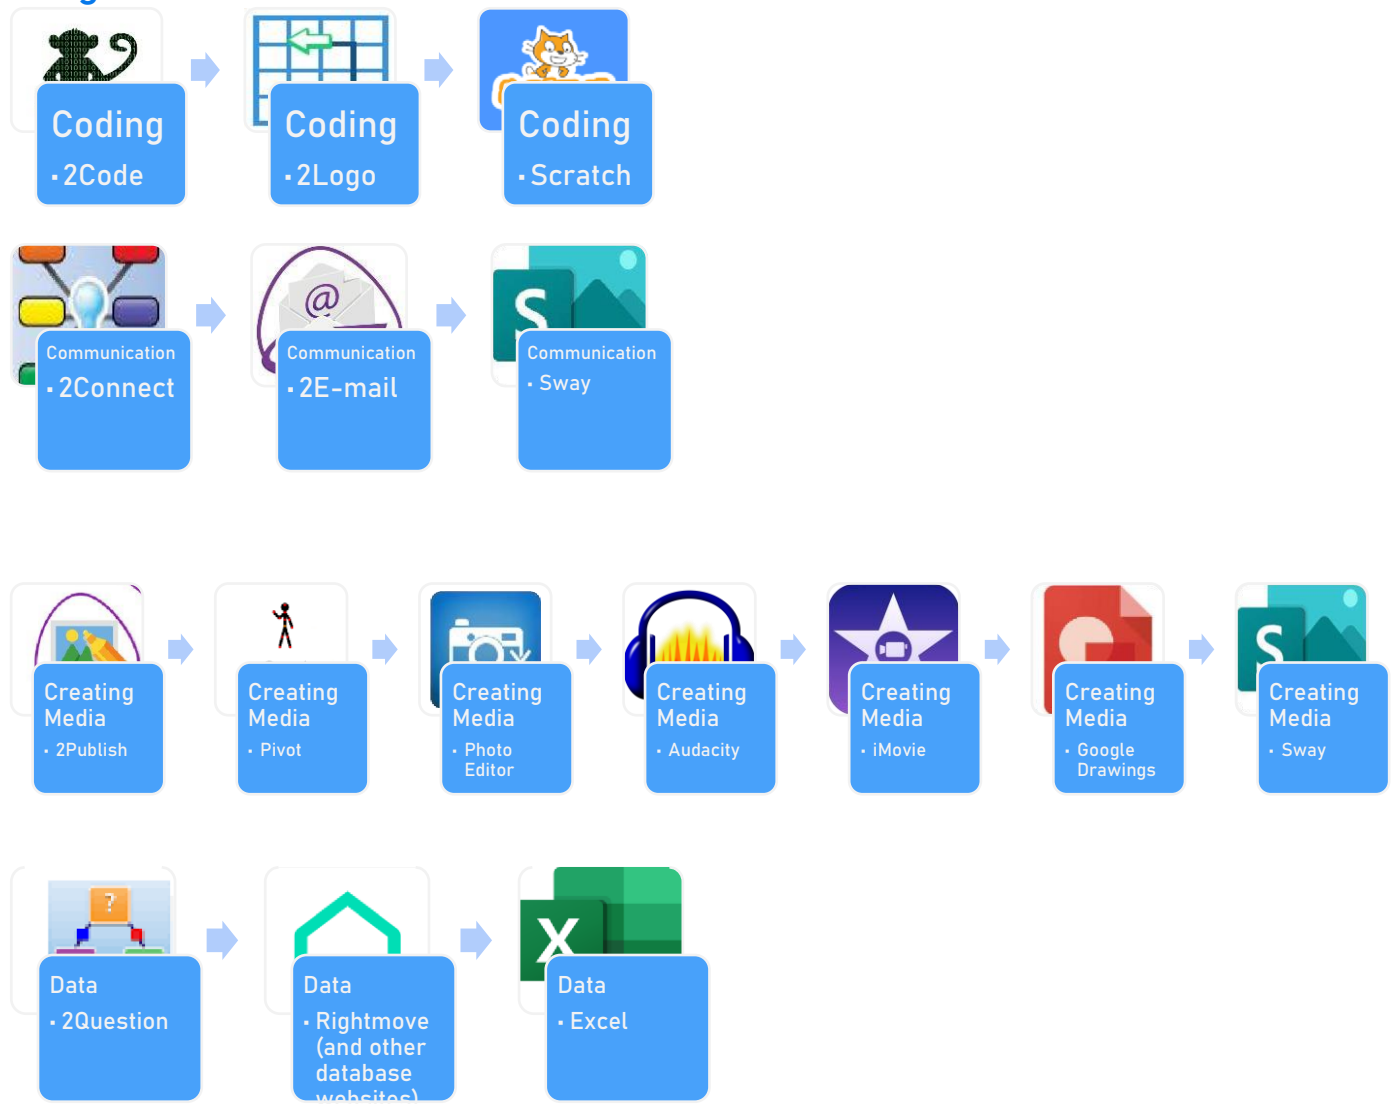 Coding
▪ 2Code
Coding
▪ 2Logo
Coding
▪ Scratch
Communication
▪ 2Connect
@
Communication
▪ 2E-mail
S
Communication
▪ Sway
Creating
Media
▪ 2Publish
Creating
Media
▪ Pivot
Creating
Media
▪ Photo
Editor
Creating
Media
▪ Audacity
Creating
Media
▪ iMovie
Creating
Media
▪ Google
Drawings
S
Creating
Media
▪ Sway
?
Data
▪ 2Question
Data
▪ Rightmove
(and other
database
websites)
X
Data
▪ Excel